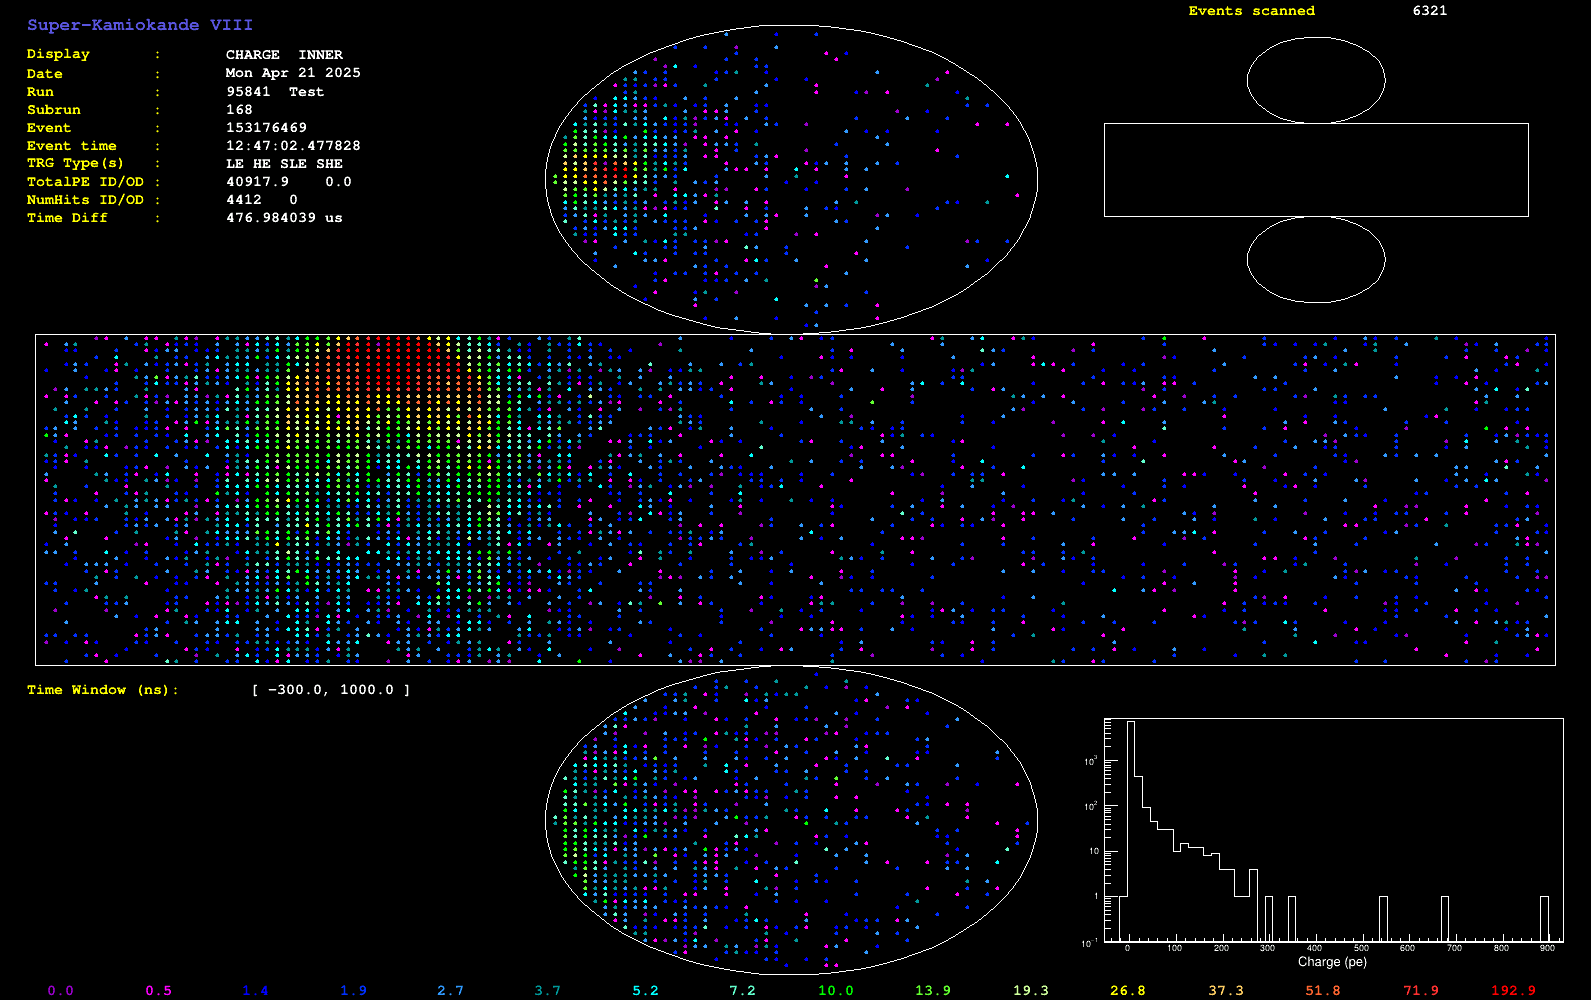 Super-Kamiokande VIII
Events scanned 6321
Display : CHARGE INNER
Date : Mon Apr 21 2025
Run : 95841 Test
Subrun : 168
Event : 153176469
Event time : 12:47:02.477828
TRG Type(s) : LE HE SLE SHE
TotalPE ID/OD : 40917.9 0.0
NumHits ID/OD : 4412 0
Time Diff : 476.984039 us
Time Window (ns): [ -300.0, 1000.0 ]
10³
10²
10
1
10⁻¹
0 100 200 300 400 500 600 700 800 900
Charge (pe)
0.0 0.5 1.4 1.9 2.7 3.7 5.2 7.2 10.0 13.9 19.3 26.8 37.3 51.8 71.9 192.9